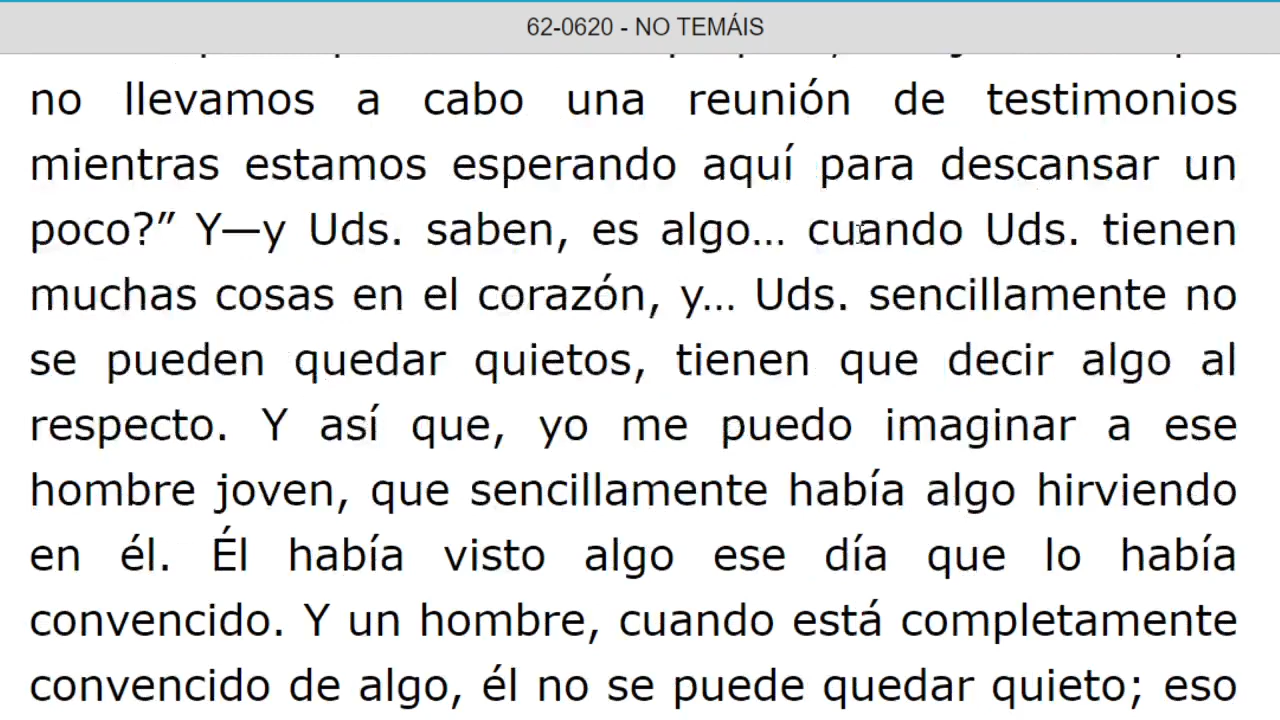 62-0620 - NO TEMÁIS
no llevamos a cabo una reunión de testimonios
mientras estamos esperando aquí para descansar un
poco?” Y—y Uds. saben, es algo... cuando Uds. tienen
muchas cosas en el corazón, y... Uds. sencillamente no
se pueden quedar quietos, tienen que decir algo al
respecto. Y así que, yo me puedo imaginar a ese
hombre joven, que sencillamente había algo hirviendo
en él. Él había visto algo ese día que lo había
convencido. Y un hombre, cuando está completamente
convencido de algo, él no se puede quedar quieto; eso